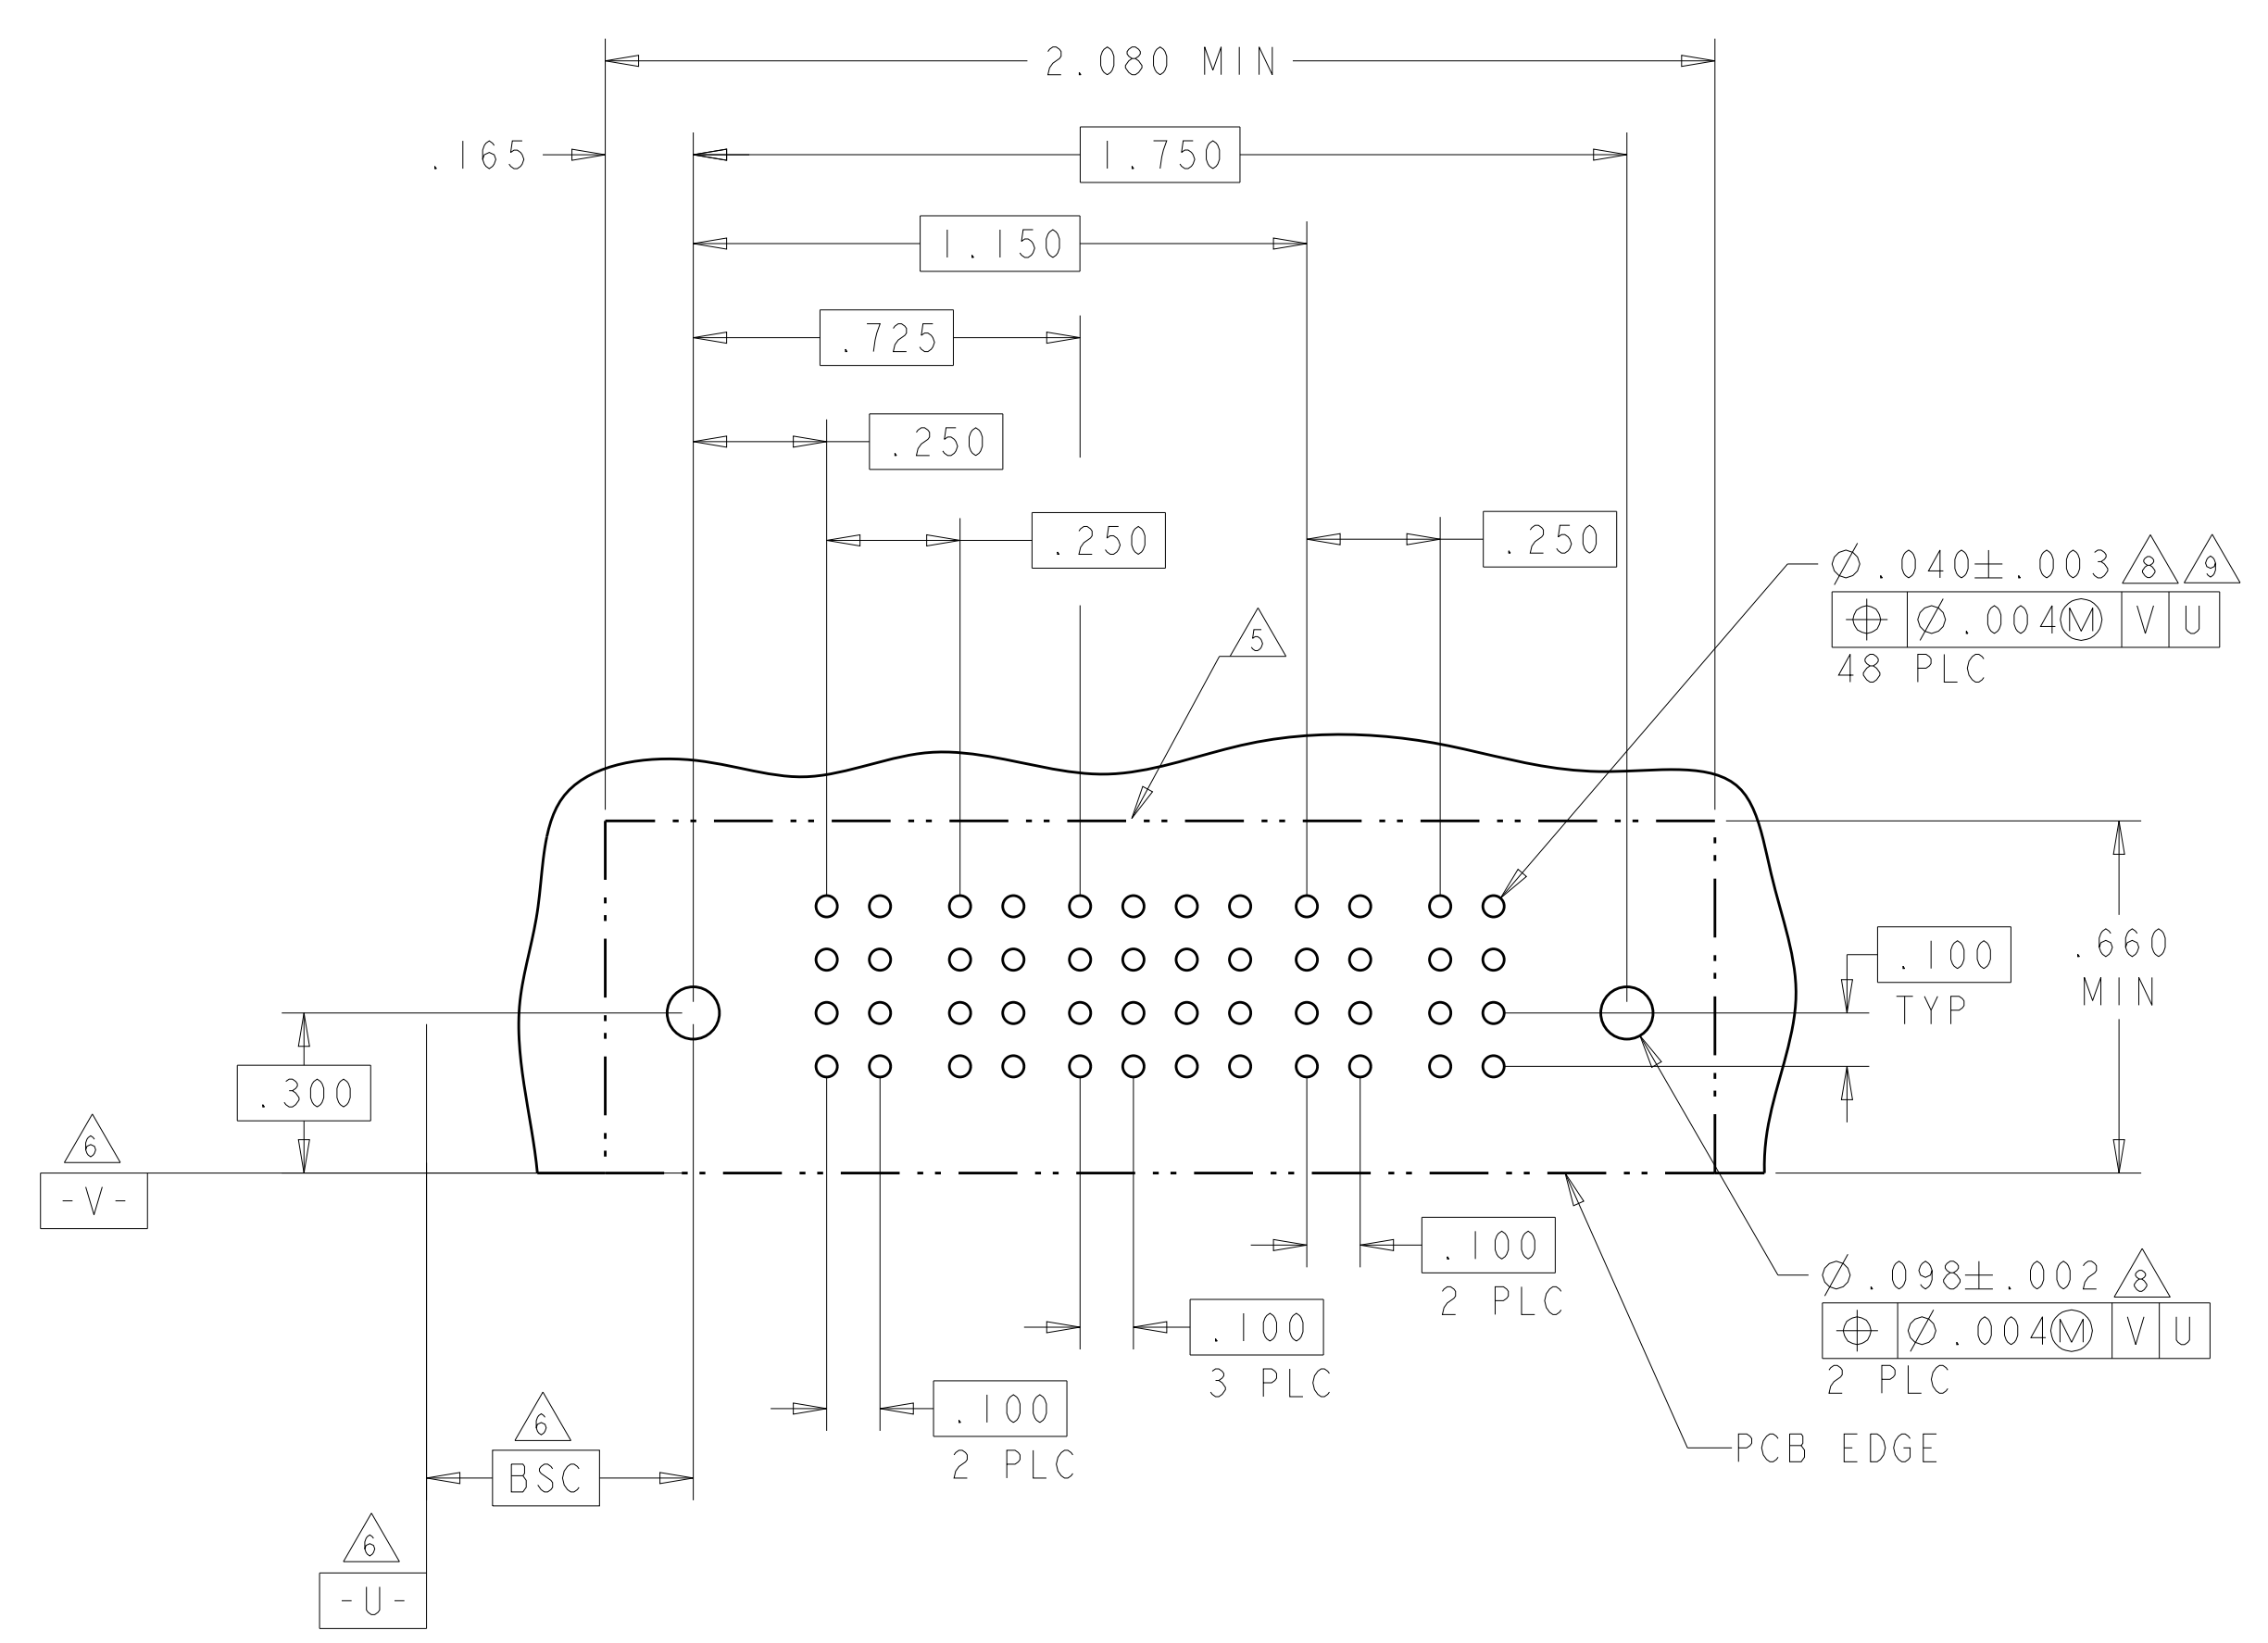 2.080 MIN
.165
1.750
1.150
.725
.250
.250
.250
⌀.040±.003 8 9
⌖ ⌀.004Ⓜ V U
48 PLC
5
.100
TYP
.660
MIN
.300
6
-V-
.100
2 PLC
⌀.098±.002 8
⌖ ⌀.004Ⓜ V U
2 PLC
.100
3 PLC
.100
2 PLC
PCB EDGE
6
BSC
6
-U-